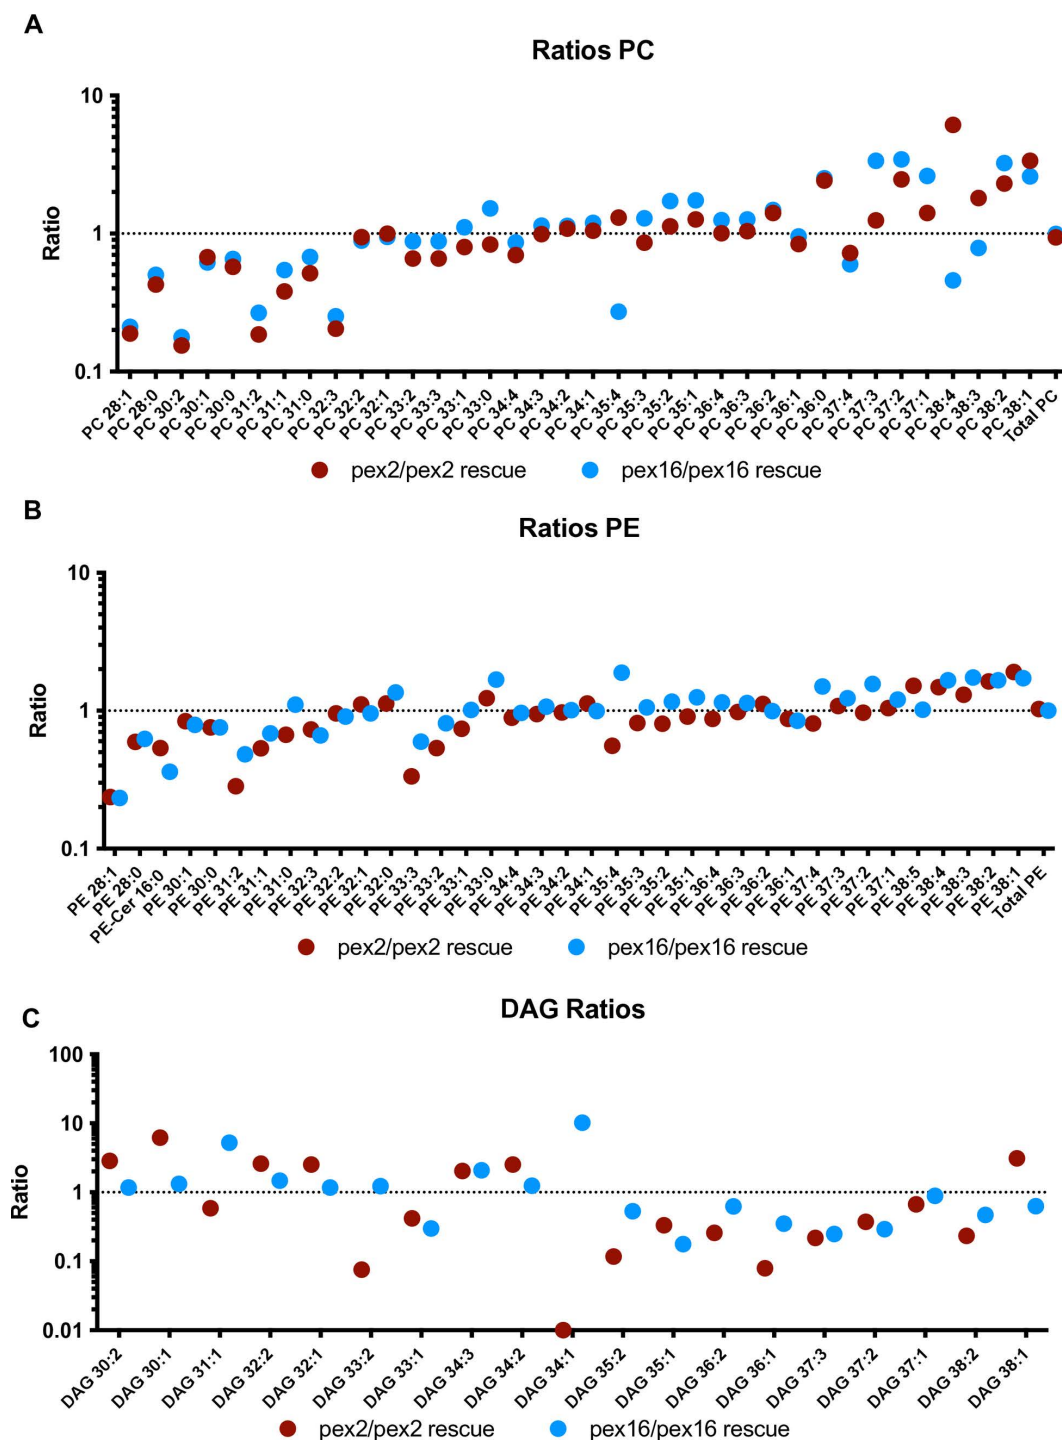 A
Ratios PC
Ratio
10
1
0.1
PC 28:1
PC 28:0
PC 30:2
PC 30:1
PC 30:0
PC 31:2
PC 31:1
PC 31:0
PC 32:3
PC 32:2
PC 32:1
PC 33:2
PC 33:3
PC 33:1
PC 33:0
PC 34:4
PC 34:3
PC 34:2
PC 34:1
PC 35:4
PC 35:3
PC 35:2
PC 35:1
PC 36:4
PC 36:3
PC 36:2
PC 36:1
PC 36:0
PC 37:4
PC 37:3
PC 37:2
PC 37:1
PC 38:4
PC 38:3
PC 38:2
PC 38:1
Total PC
pex2/pex2 rescue
pex16/pex16 rescue
B
Ratios PE
Ratio
10
1
0.1
PE 28:1
PE 28:0
PE-Cer 16:0
PE 30:1
PE 30:0
PE 31:2
PE 31:1
PE 31:0
PE 32:3
PE 32:2
PE 32:1
PE 32:0
PE 33:3
PE 33:2
PE 33:1
PE 33:0
PE 34:4
PE 34:3
PE 34:2
PE 34:1
PE 35:4
PE 35:3
PE 35:2
PE 35:1
PE 36:4
PE 36:3
PE 36:2
PE 36:1
PE 37:4
PE 37:3
PE 37:2
PE 37:1
PE 38:5
PE 38:4
PE 38:3
PE 38:2
PE 38:1
Total PE
pex2/pex2 rescue
pex16/pex16 rescue
C
DAG Ratios
Ratio
100
10
1
0.1
0.01
DAG 30:2
DAG 30:1
DAG 31:1
DAG 32:2
DAG 32:1
DAG 33:2
DAG 33:1
DAG 34:3
DAG 34:2
DAG 34:1
DAG 35:2
DAG 35:1
DAG 36:2
DAG 36:1
DAG 37:3
DAG 37:2
DAG 37:1
DAG 38:2
DAG 38:1
pex2/pex2 rescue
pex16/pex16 rescue